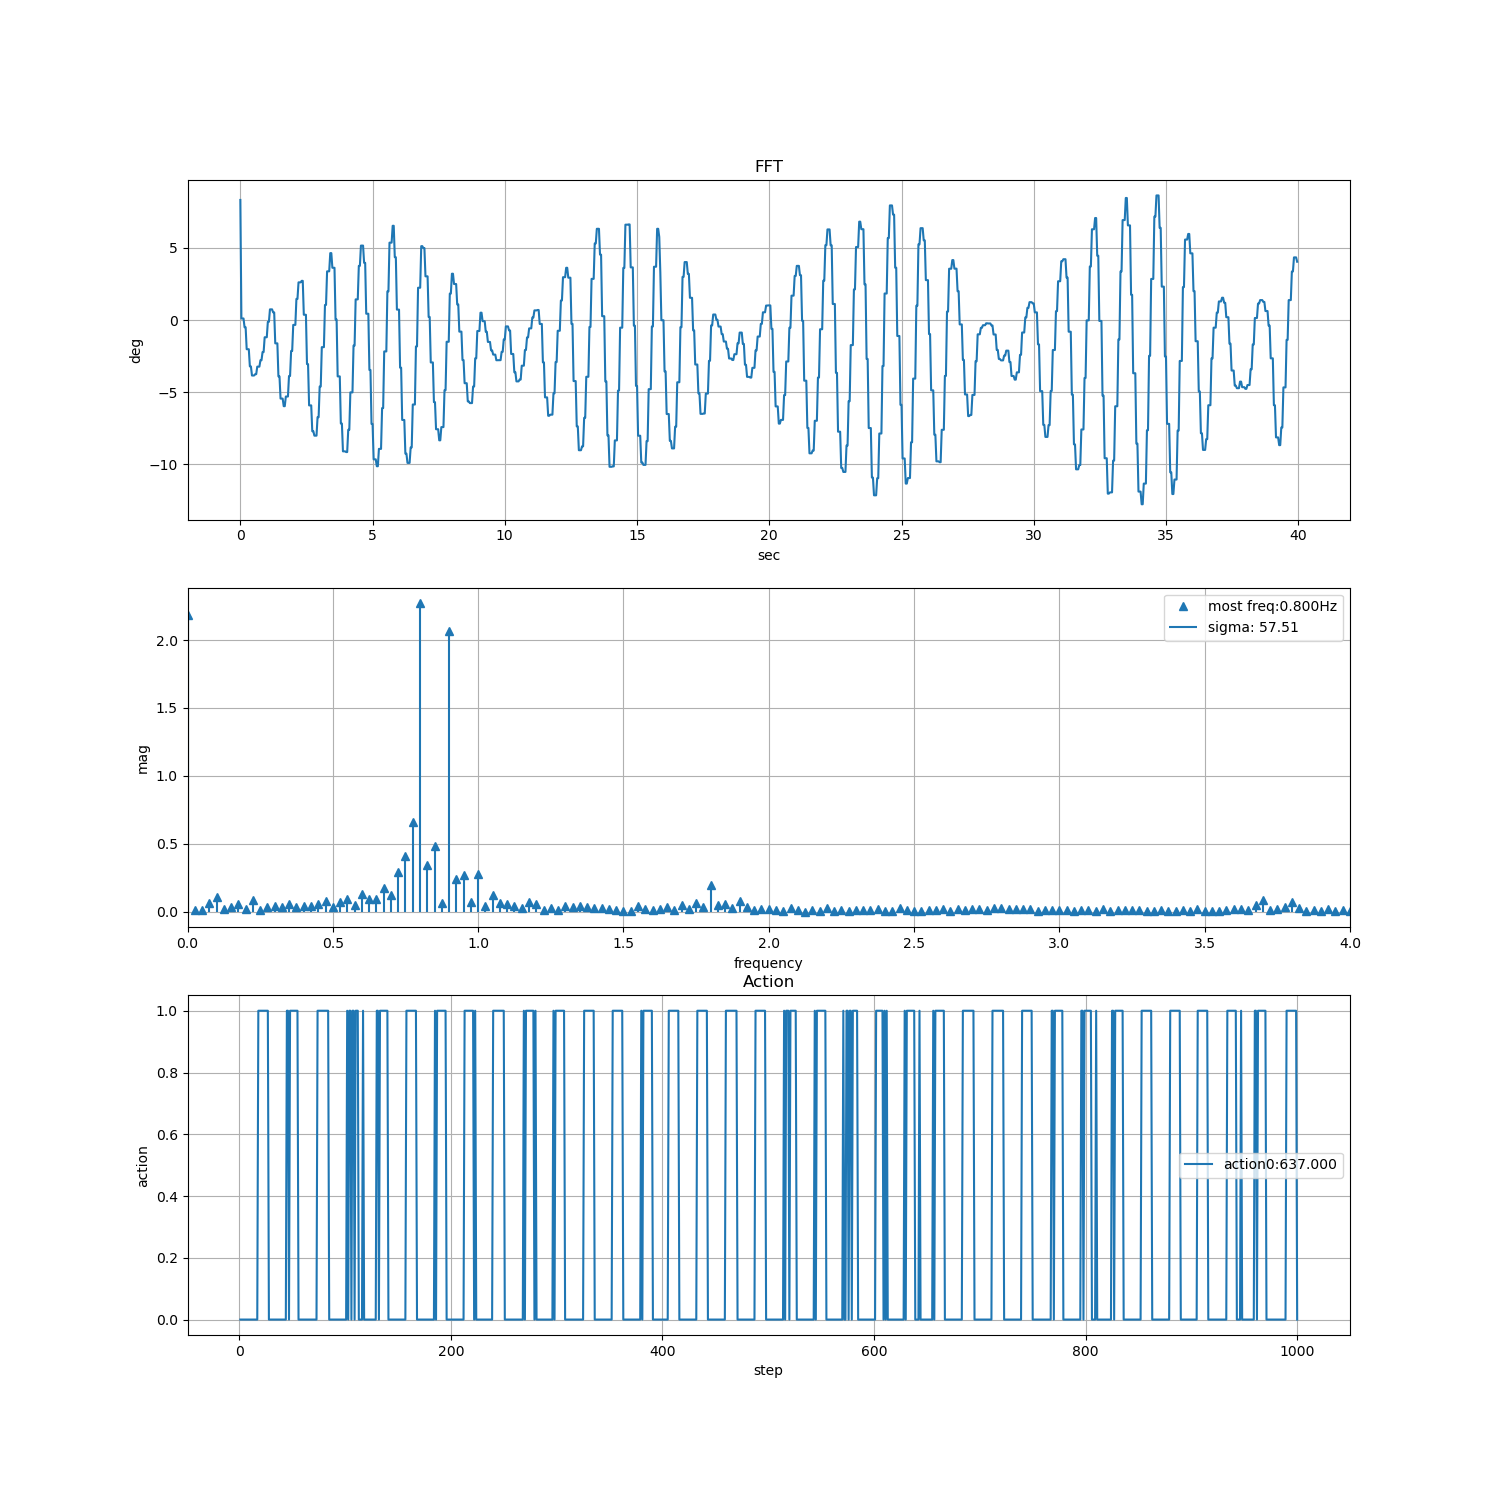 FFT
5
0
−5
−10
deg
0 5 10 15 20 25 30 35 40
sec
most freq:0.800Hz
sigma: 57.51
2.0
1.5
1.0
0.5
0.0
mag
0.0 0.5 1.0 1.5 2.0 2.5 3.0 3.5 4.0
frequency
Action
1.0
0.8
0.6
0.4
0.2
0.0
action
action0:637.000
0 200 400 600 800 1000
step